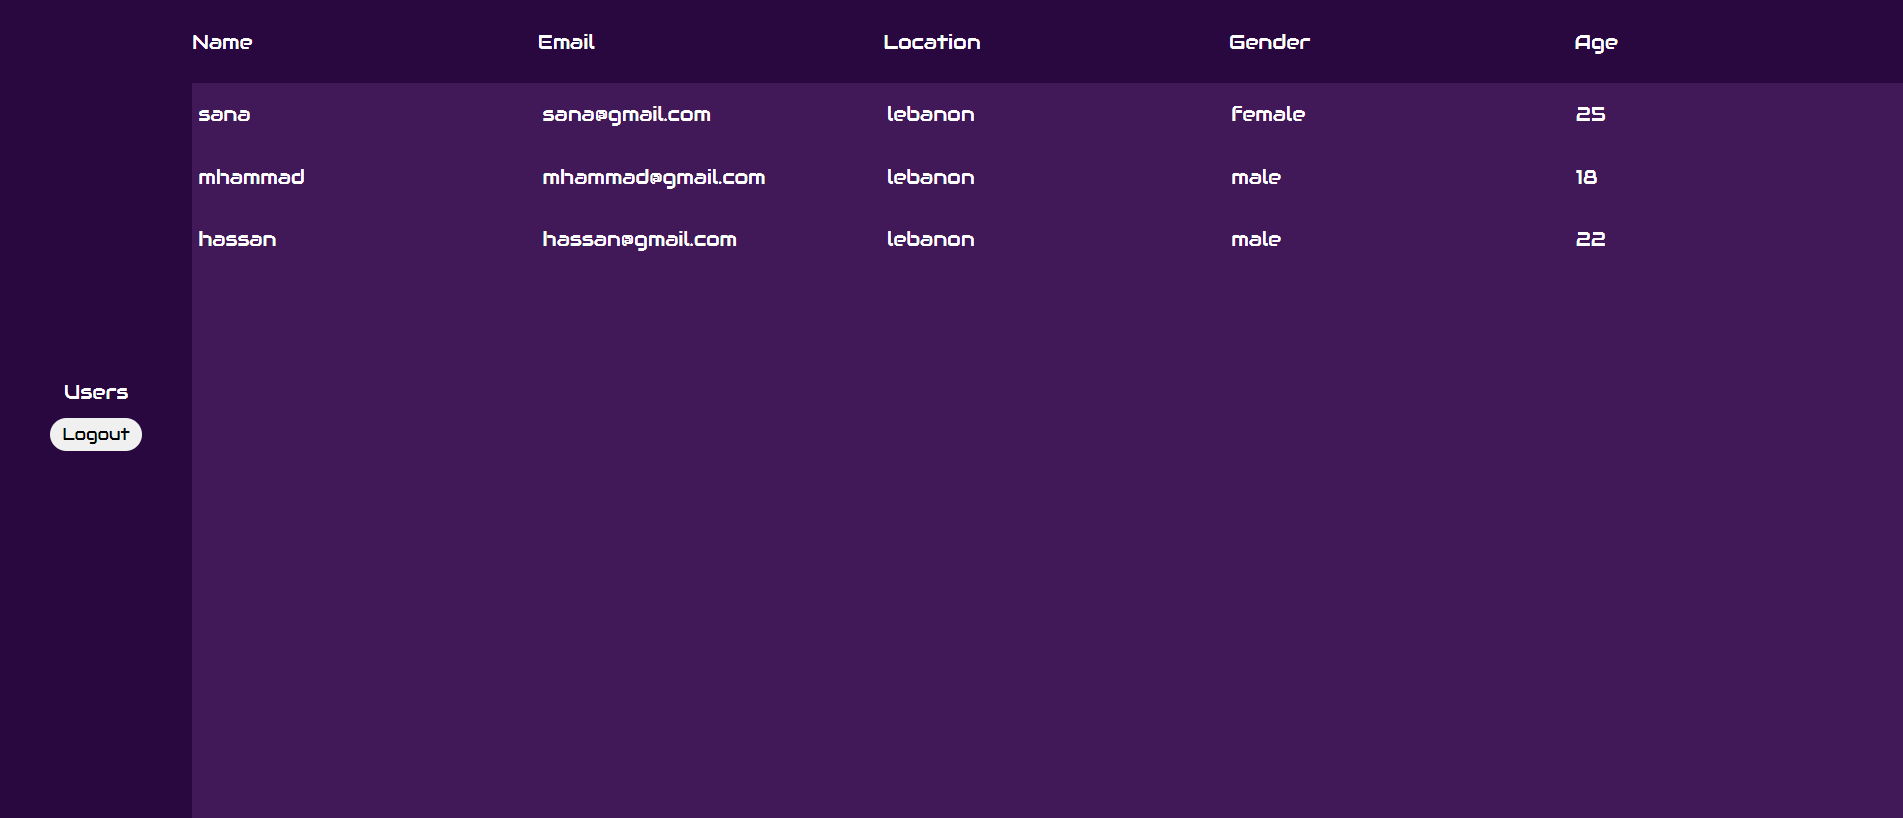 Name Email Location Gender Age
sana sana@gmail.com lebanon female 25
mhammad mhammad@gmail.com lebanon male 18
hassan hassan@gmail.com lebanon male 22
Users
Logout